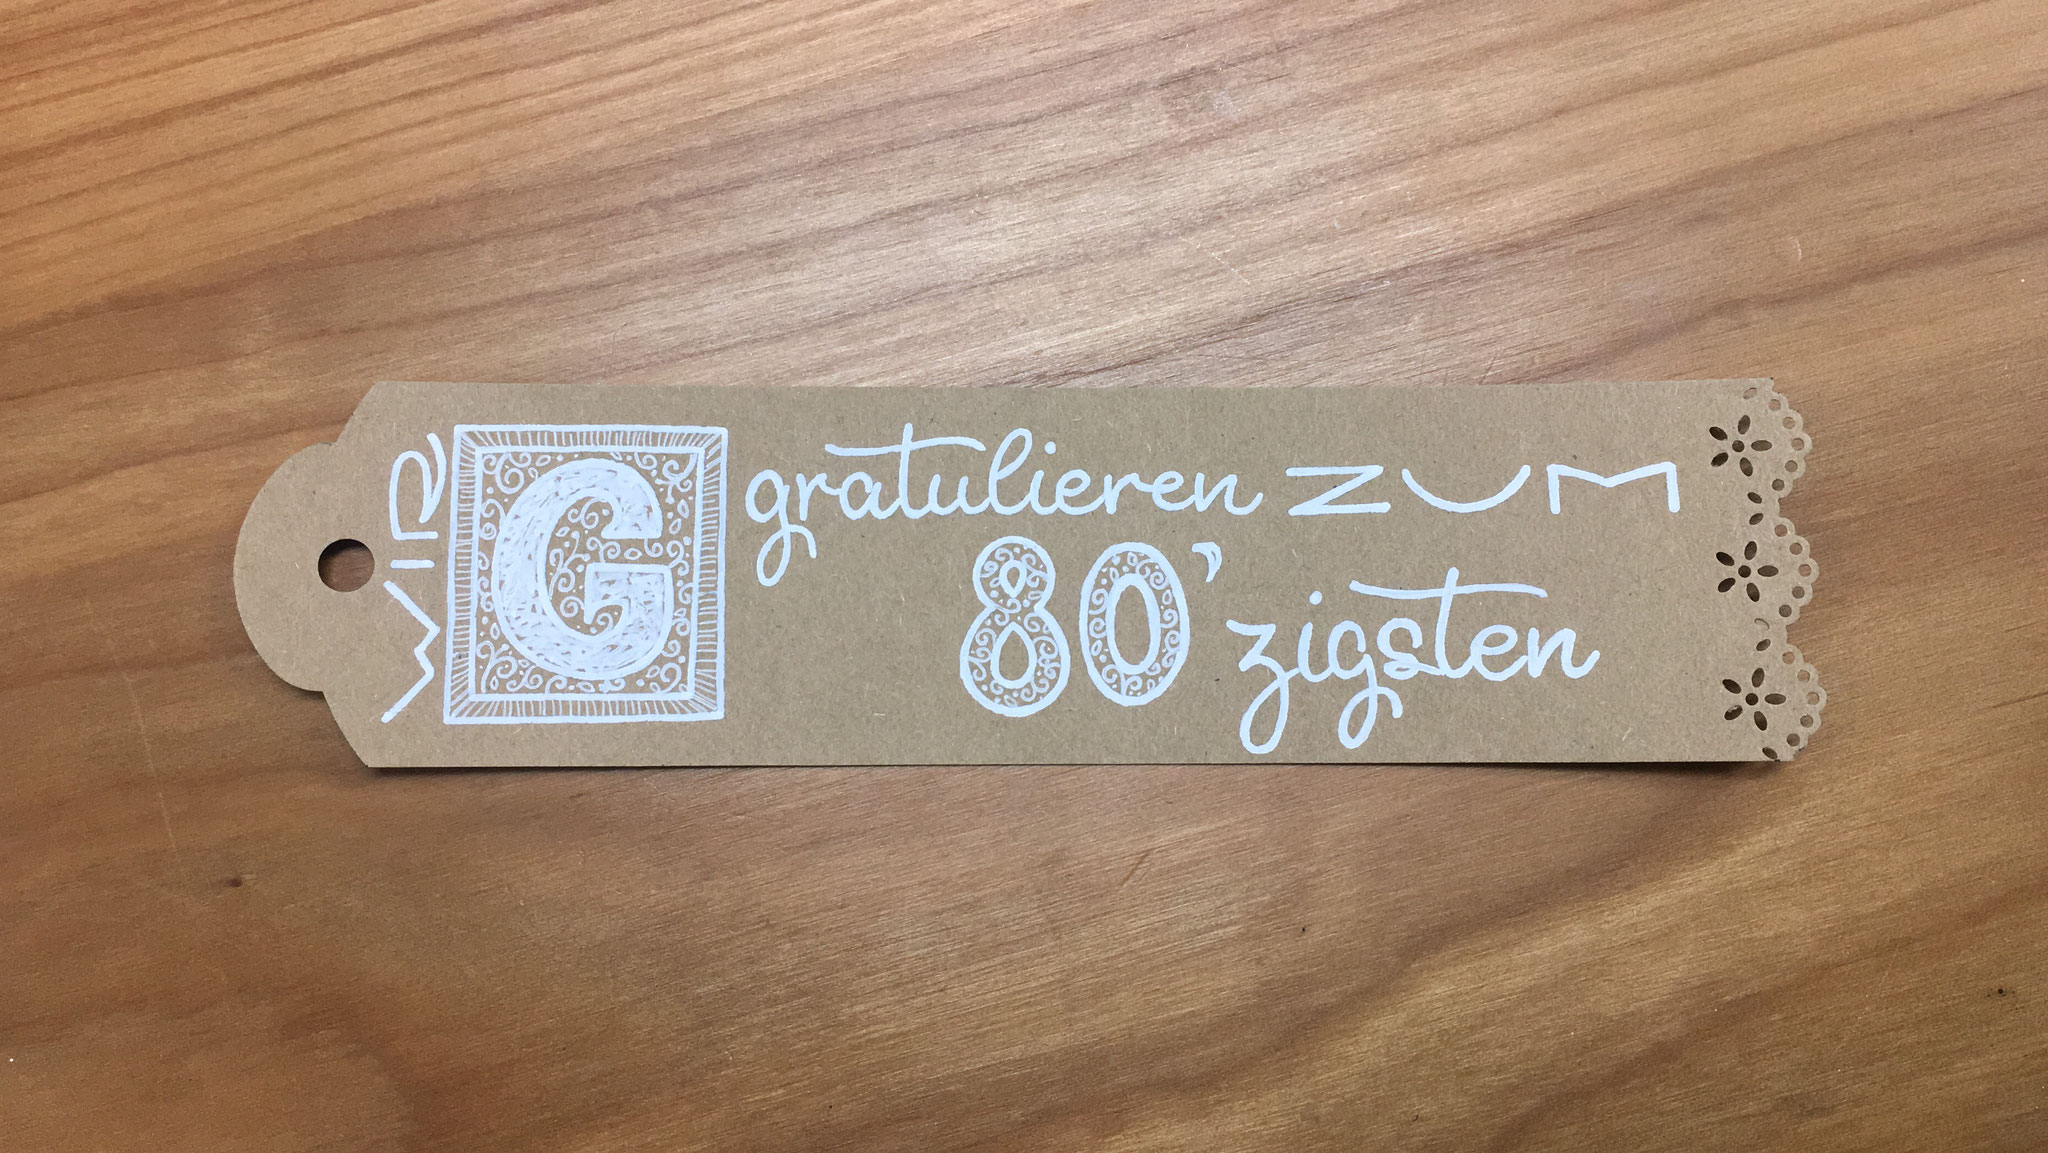 WIR
G gratulieren ZUM
80' zigsten